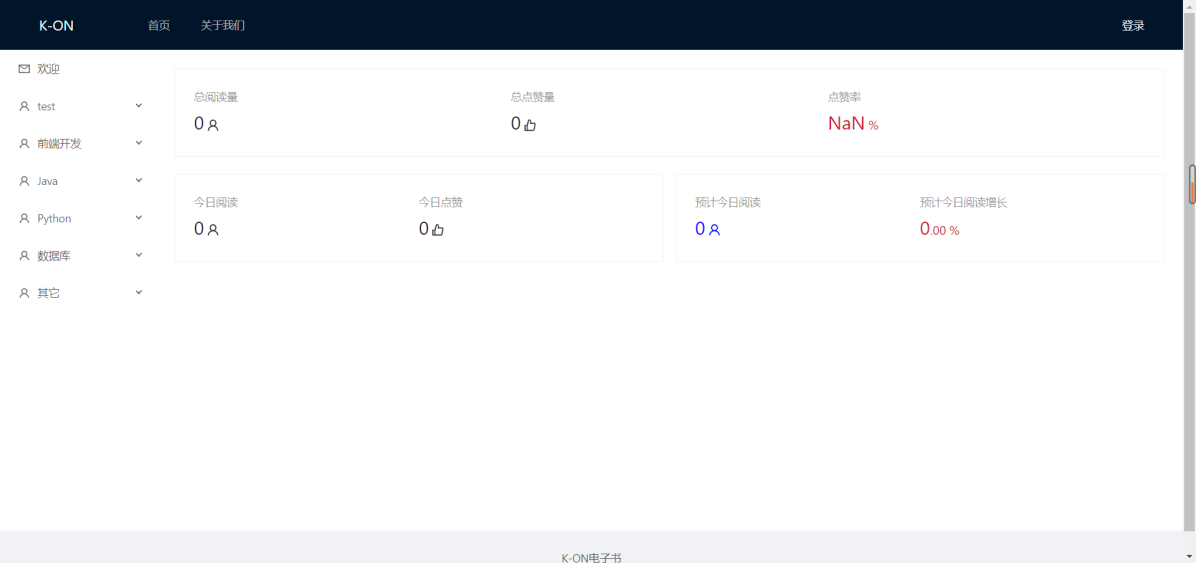 K-ON 首页 关于我们 登录
欢迎
test
前端开发
Java
Python
数据库
其它
总阅读量 总点赞量 点赞率
0 0 NaN %
今日阅读 今日点赞 预计今日阅读 预计今日阅读增长
0 0 0 0.00 %
K-ON电子书